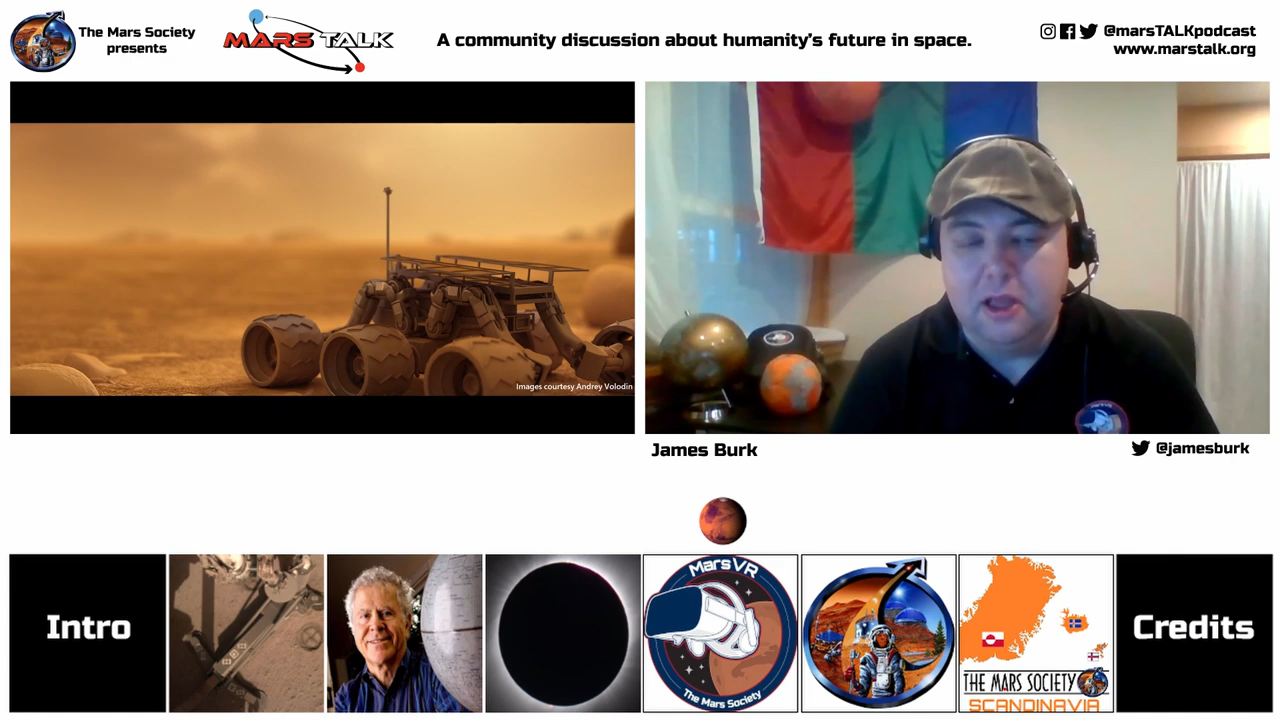 The Mars Society
presents
MARS TALK
A community discussion about humanity's future in space.
@marsTALKpodcast
www.marstalk.org
Images courtesy Andrey Volodin
James Burk
@jamesburk
Intro
MarsVR
The Mars Society
THE MARS SOCIETY
SCANDINAVIA
Credits